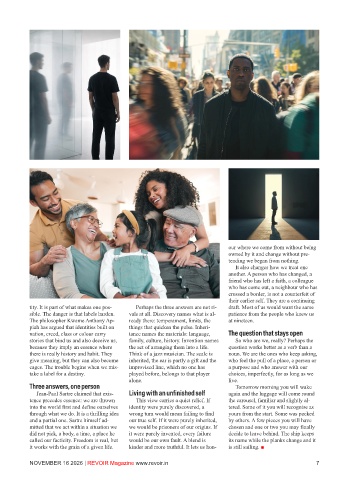 ity. It is part of what makes one pos-
sible. The danger is that labels harden.
The philosopher Kwame Anthony Ap-
piah has argued that identities built on
nation, creed, class or colour carry
stories that bind us and also deceive us,
because they imply an essence where
there is really history and habit. They
give meaning, but they can also become
cages. The trouble begins when we mis-
take a label for a destiny.
Three answers, one person
Jean-Paul Sartre claimed that exis-
tence precedes essence: we are thrown
into the world first and define ourselves
through what we do. It is a thrilling idea
and a partial one. Sartre himself ad-
mitted that we act within a situation we
did not pick, a body, a time, a place he
called our facticity. Freedom is real, but
it works with the grain of a given life.
Perhaps the three answers are not ri-
vals at all. Discovery names what is al-
ready there: temperament, limits, the
things that quicken the pulse. Inheri-
tance names the materials: language,
family, culture, history. Invention names
the act of arranging them into a life.
Think of a jazz musician. The scale is
inherited, the ear is partly a gift and the
improvised line, which no one has
played before, belongs to that player
alone.
Living with an unfinished self
This view carries a quiet relief. If
identity were purely discovered, a
wrong turn would mean failing to find
our true self. If it were purely inherited,
we would be prisoners of our origins. If
it were purely invented, every failure
would be our own fault. A blend is
kinder and more truthful. It lets us hon-
our where we come from without being
owned by it and change without pre-
tending we began from nothing.
It also changes how we treat one
another. A person who has changed, a
friend who has left a faith, a colleague
who has come out, a neighbour who has
crossed a border, is not a counterfeit of
their earlier self. They are a continuing
draft. Most of us would want the same
patience from the people who knew us
at nineteen.
The question that stays open
So who are we, really? Perhaps the
question works better as a verb than a
noun. We are the ones who keep asking,
who feel the pull of a place, a person or
a purpose and who answer with our
choices, imperfectly, for as long as we
live.
Tomorrow morning you will wake
again and the luggage will come round
the carousel, familiar and slightly al-
tered. Some of it you will recognise as
yours from the start. Some was packed
by others. A few pieces you will have
chosen and one or two you may finally
decide to leave behind. The ship keeps
its name while the planks change and it
is still sailing.
NOVEMBER 16 2026 | REVOIR Magazine www.revoir.in
7